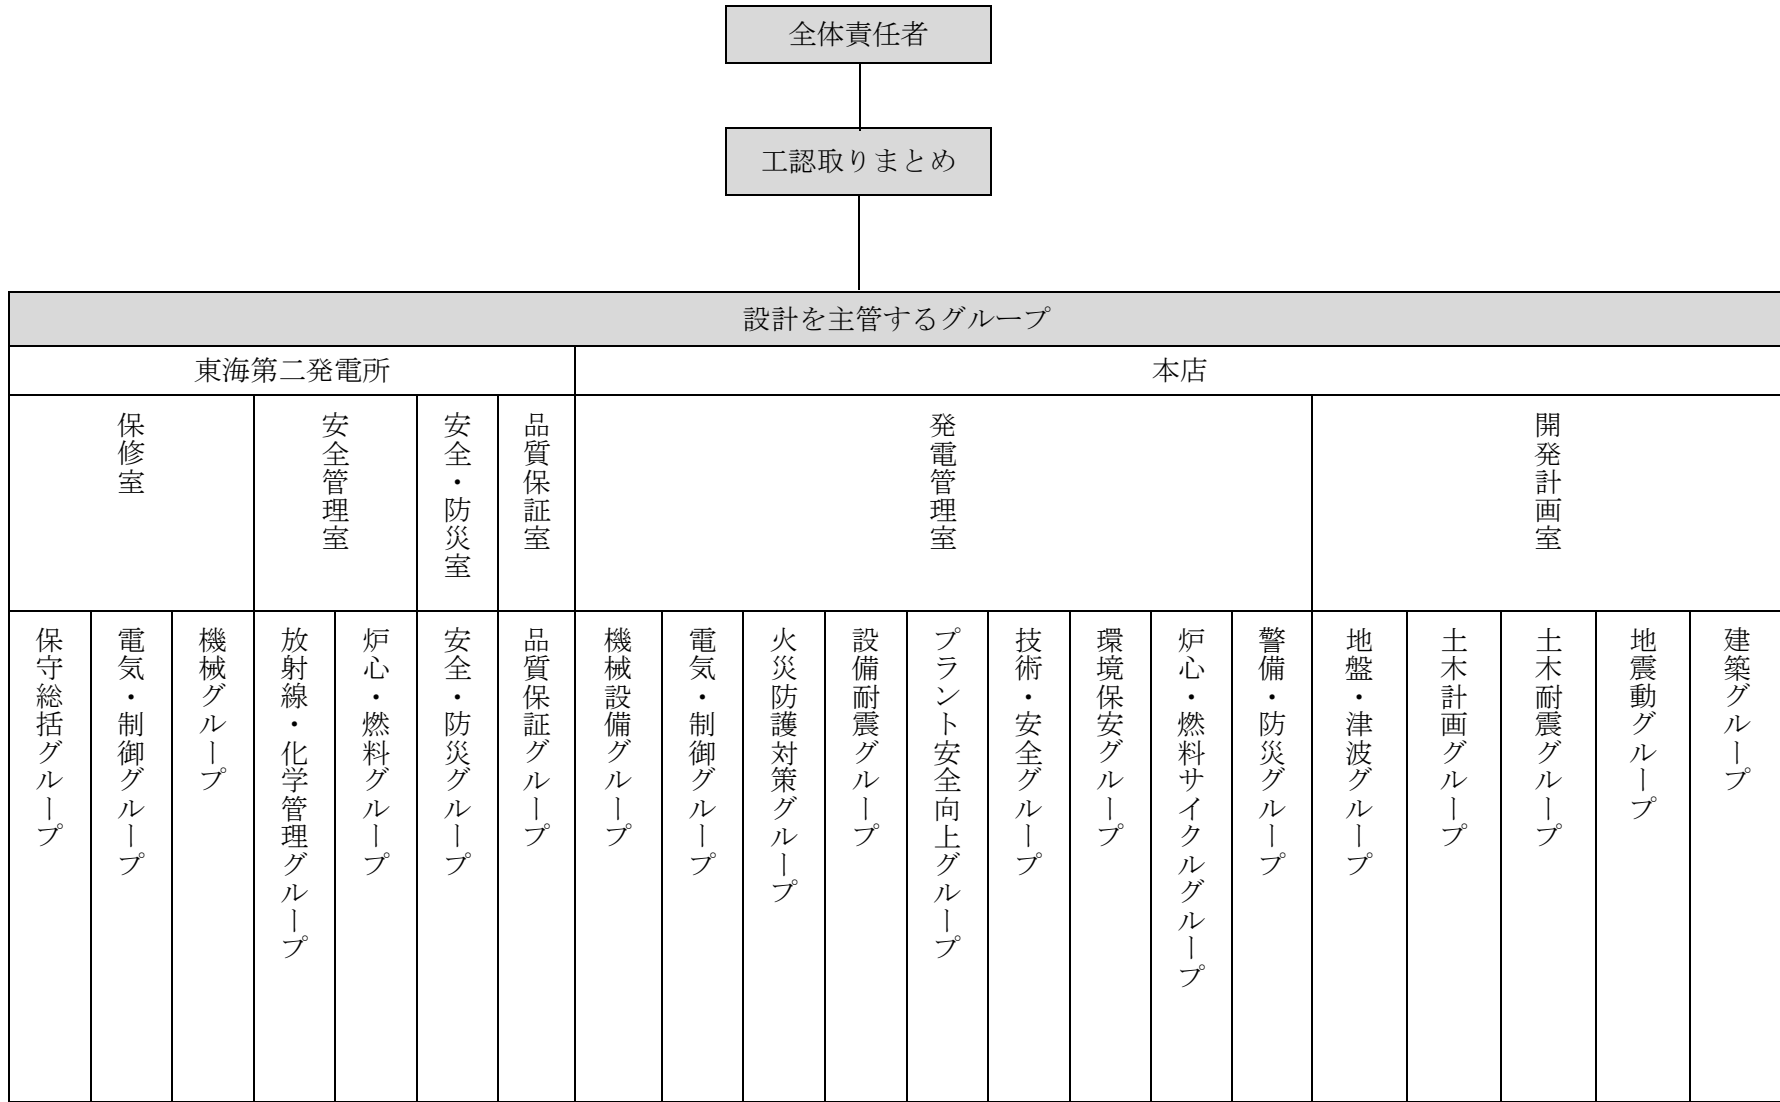 全体責任者
工認取りまとめ
設計を主管するグループ
東海第二発電所
本店
保修室
安全管理室
安全・防災室
品質保証室
発電管理室
開発計画室
保守総括グループ
電気・制御グループ
機械グループ
放射線・化学管理グループ
炉心・燃料グループ
安全・防災グループ
品質保証グループ
機械設備グループ
電気・制御グループ
火災防護対策グループ
設備耐震グループ
プラント安全向上グループ
技術・安全グループ
環境保安グループ
炉心・燃料サイクルグループ
警備・防災グループ
地盤・津波グループ
土木計画グループ
土木耐震グループ
地震動グループ
建築グループ